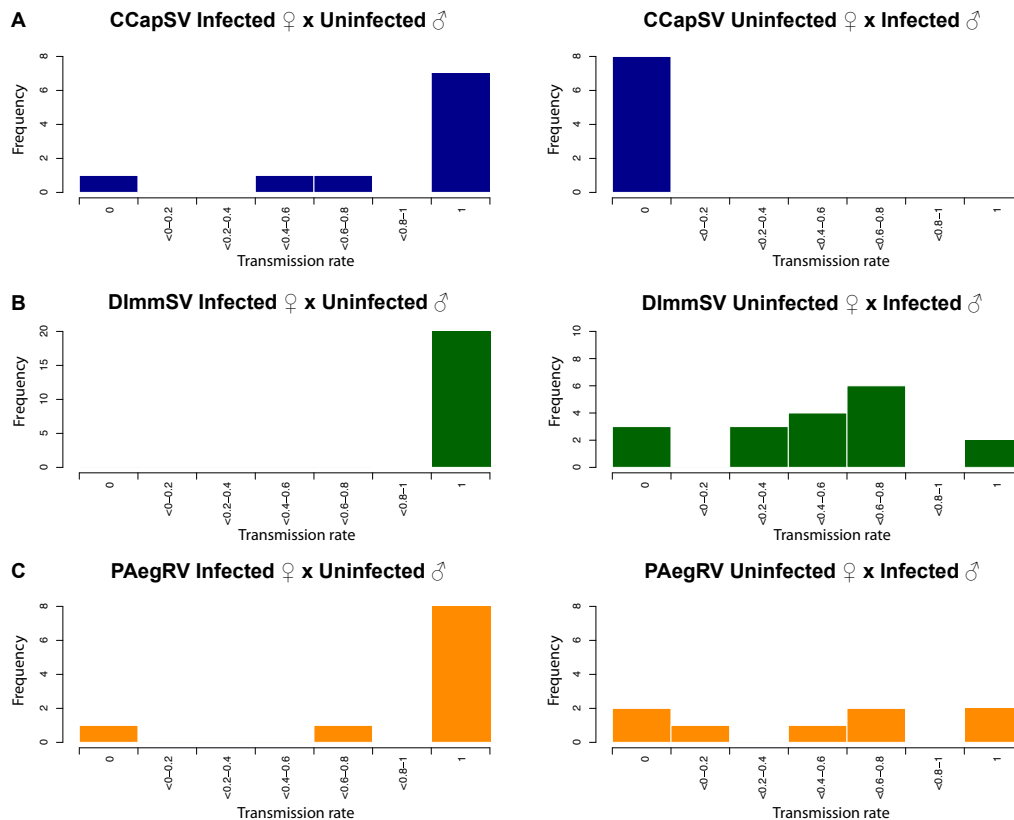 A
CCapSV Infected ♀ x Uninfected ♂
CCapSV Uninfected ♀ x Infected ♂
Frequency
0 2 4 6 8
0 <0−0.2 <0.2−0.4 <0.4−0.6 <0.6−0.8 <0.8−1 1
Transmission rate
Frequency
0 2 4 6 8
0 <0−0.2 <0.2−0.4 <0.4−0.6 <0.6−0.8 <0.8−1 1
Transmission rate
B
DImmSV Infected ♀ x Uninfected ♂
DImmSV Uninfected ♀ x Infected ♂
Frequency
0 5 10 15 20
0 <0−0.2 <0.2−0.4 <0.4−0.6 <0.6−0.8 <0.8−1 1
Transmission rate
Frequency
0 2 4 6 8 10
0 <0−0.2 <0.2−0.4 <0.4−0.6 <0.6−0.8 <0.8−1 1
Transmission rate
C
PAegRV Infected ♀ x Uninfected ♂
PAegRV Uninfected ♀ x Infected ♂
Frequency
0 2 4 6 8
0 <0−0.2 <0.2−0.4 <0.4−0.6 <0.6−0.8 <0.8−1 1
Transmission rate
Frequency
0 2 4 6 8
0 <0−0.2 <0.2−0.4 <0.4−0.6 <0.6−0.8 <0.8−1 1
Transmission rate